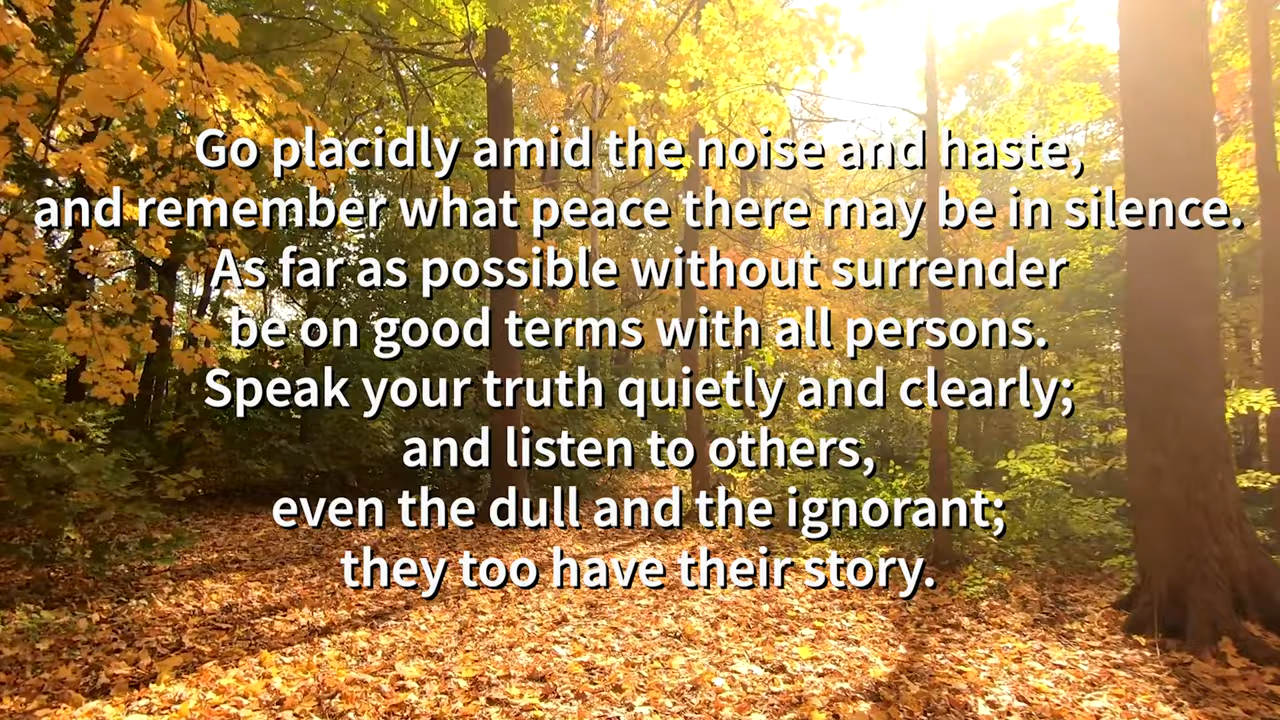 Go placidly amid the noise and haste,
and remember what peace there may be in silence.
As far as possible without surrender
be on good terms with all persons.
Speak your truth quietly and clearly;
and listen to others,
even the dull and the ignorant;
they too have their story.